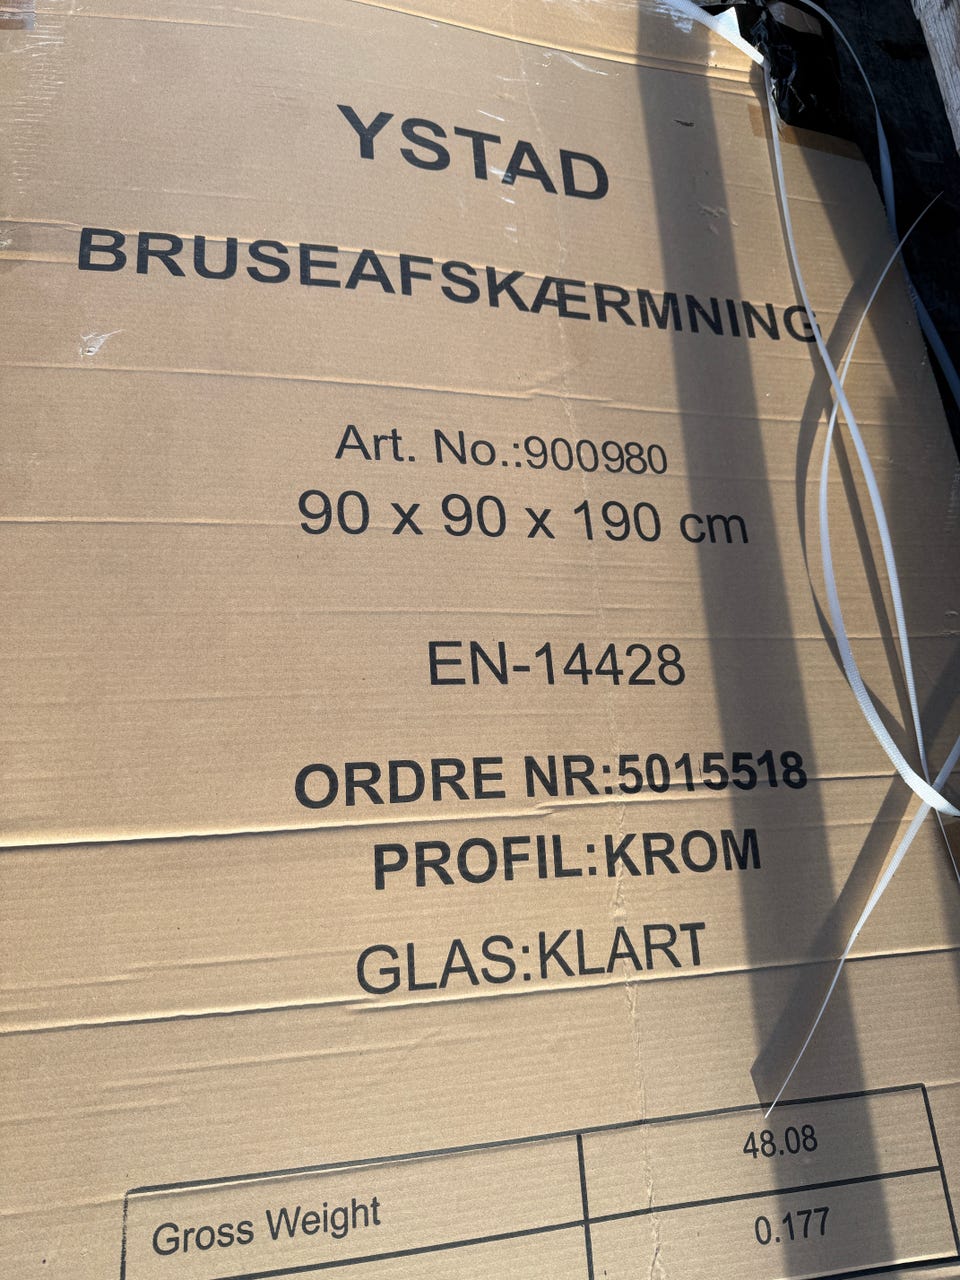 YSTAD
BRUSEAFSKÆRMNING
Art. No.:900980
90 x 90 x 190 cm
EN-14428
ORDRE NR:5015518
PROFIL:KROM
GLAS:KLART
Gross Weight 48.08
0.177